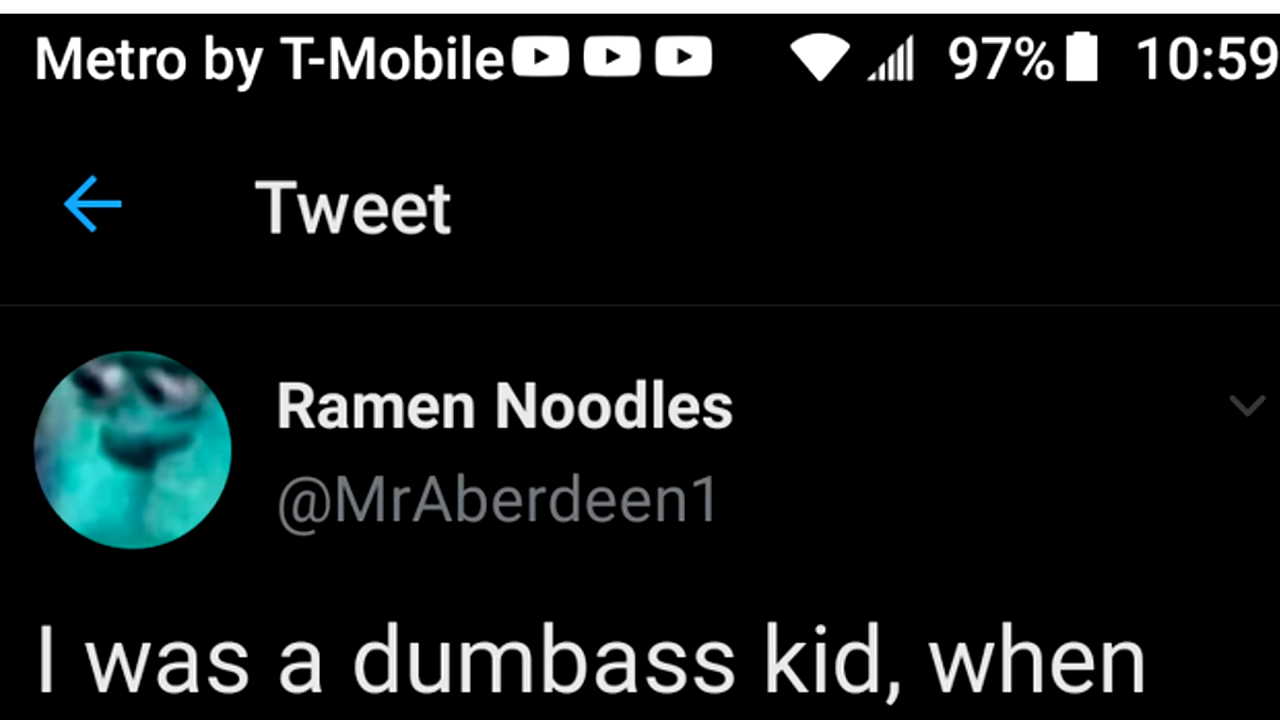 Metro by T-Mobile 97% 10:59
Tweet
Ramen Noodles
@MrAberdeen1
I was a dumbass kid, when